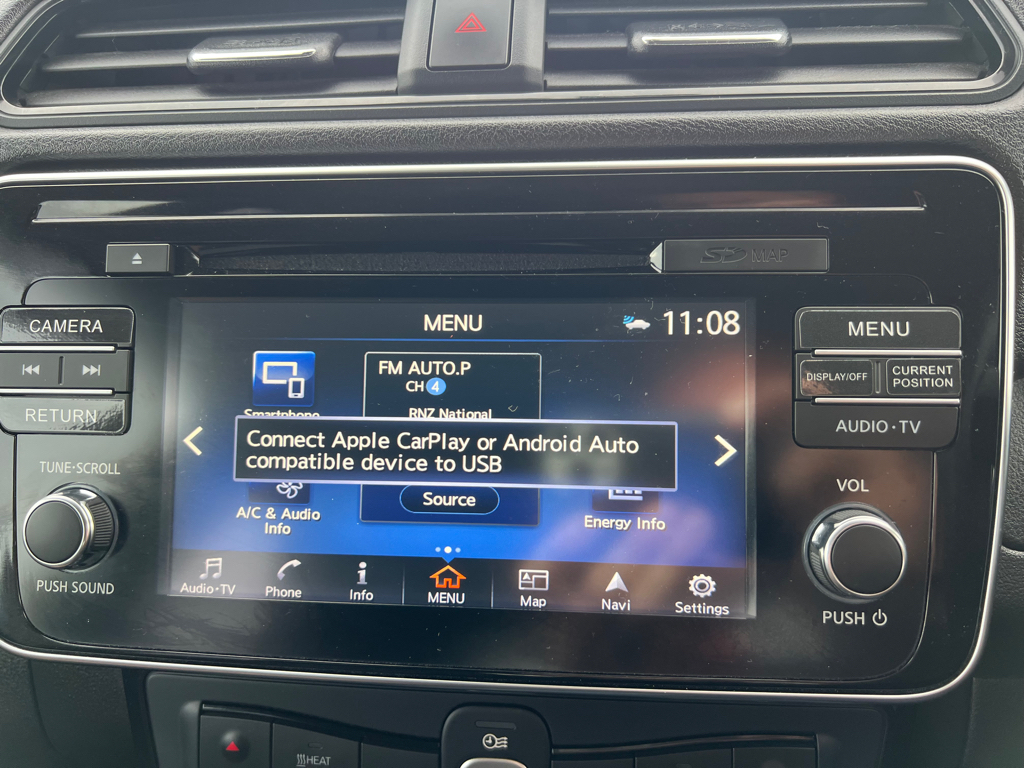 SD MAP
CAMERA
RETURN
TUNE·SCROLL
PUSH SOUND
MENU
11:08
Smartphone
FM AUTO.P
CH 4
RNZ National
Connect Apple CarPlay or Android Auto
compatible device to USB
A/C & Audio
Info
Source
Energy Info
Audio·TV
Phone
Info
MENU
Map
Navi
Settings
MENU
DISPLAY/OFF
CURRENT
POSITION
AUDIO·TV
VOL
PUSH
HEAT